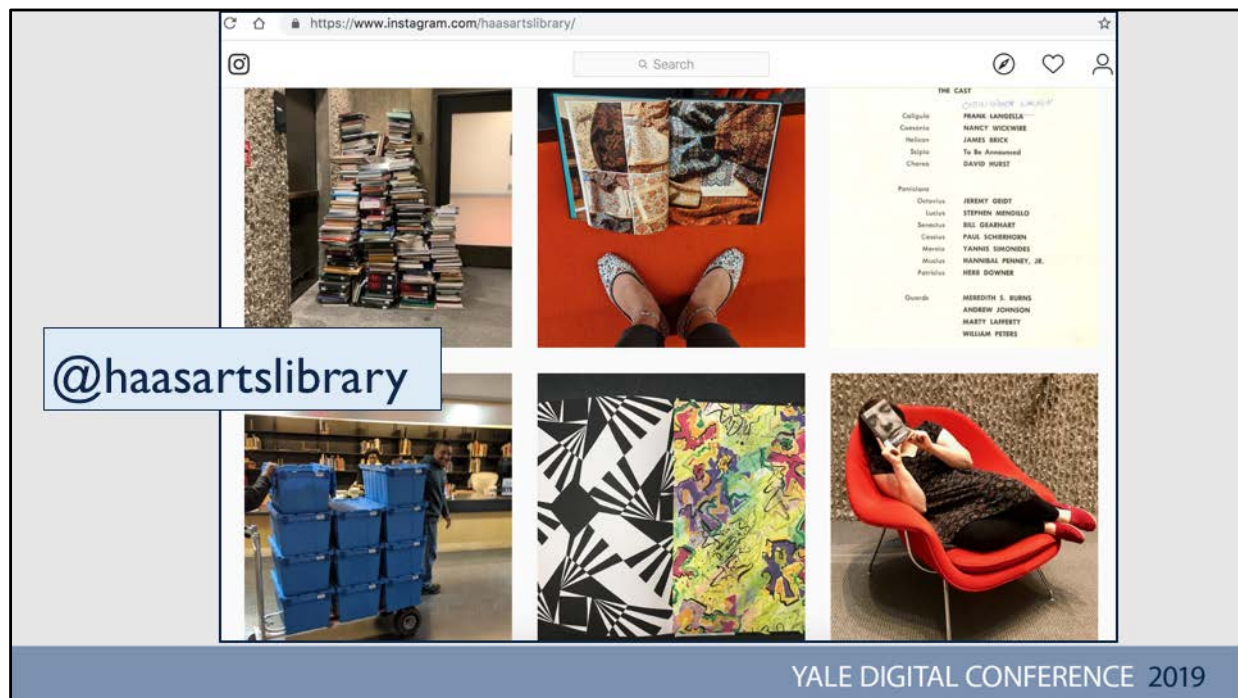 https://www.instagram.com/haasartslibrary/
Search
THE CAST
Caligula FRANK LANGELLA
Caesonia NANCY WICKWIRE
Helicon JAMES BRICK
Scipio To Be Announced
Cherea DAVID HURST
Patricians
Octavius JEREMY GEIDT
Lucius STEPHEN MENDILLO
Senectus BILL GEARHART
Cassius PAUL SCHIERHORN
Mereia YANNIS SIMONIDES
Mucius HANNIBAL PENNEY, JR.
Patricius HERB DOWNER
Guards MEREDITH S. BURNS
ANDREW JOHNSON
MARTY LAFFERTY
WILLIAM PETERS
@haasartslibrary
YALE DIGITAL CONFERENCE 2019